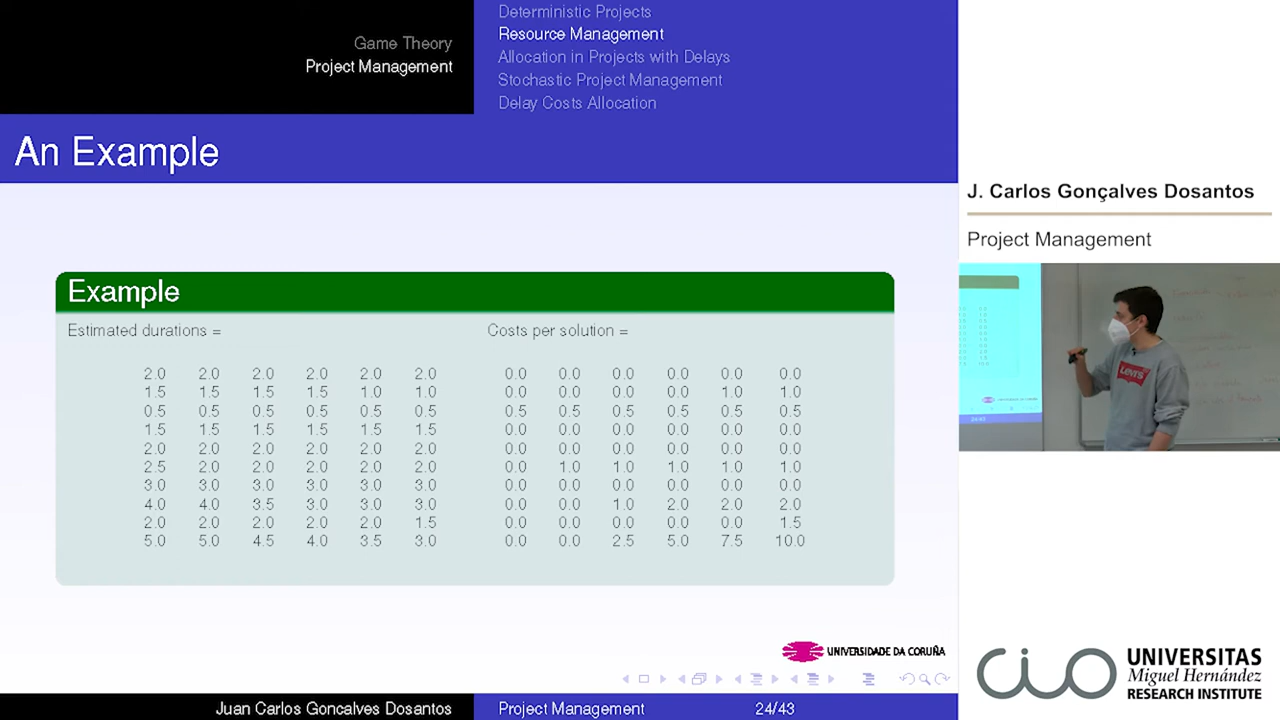 Game Theory
Project Management
Deterministic Projects
Resource Management
Allocation in Projects with Delays
Stochastic Project Management
Delay Costs Allocation
An Example
Example
Estimated durations =
2.0 2.0 2.0 2.0 2.0 2.0
1.5 1.5 1.5 1.5 1.0 1.0
0.5 0.5 0.5 0.5 0.5 0.5
1.5 1.5 1.5 1.5 1.5 1.5
2.0 2.0 2.0 2.0 2.0 2.0
2.5 2.0 2.0 2.0 2.0 2.0
3.0 3.0 3.0 3.0 3.0 3.0
4.0 4.0 3.5 3.0 3.0 3.0
2.0 2.0 2.0 2.0 2.0 1.5
5.0 5.0 4.5 4.0 3.5 3.0
Costs per solution =
0.0 0.0 0.0 0.0 0.0 0.0
0.0 0.0 0.0 0.0 1.0 1.0
0.5 0.5 0.5 0.5 0.5 0.5
0.0 0.0 0.0 0.0 0.0 0.0
0.0 0.0 0.0 0.0 0.0 0.0
0.0 1.0 1.0 1.0 1.0 1.0
0.0 0.0 0.0 0.0 0.0 0.0
0.0 0.0 1.0 2.0 2.0 2.0
0.0 0.0 0.0 0.0 0.0 1.5
0.0 0.0 2.5 5.0 7.5 10.0
UNIVERSIDADE DA CORUÑA
Juan Carlos Goncalves Dosantos
Project Management
24/43
J. Carlos Gonçalves Dosantos
Project Management
LEVI'S
CIO
UNIVERSITAS
Miguel Hernández
RESEARCH INSTITUTE